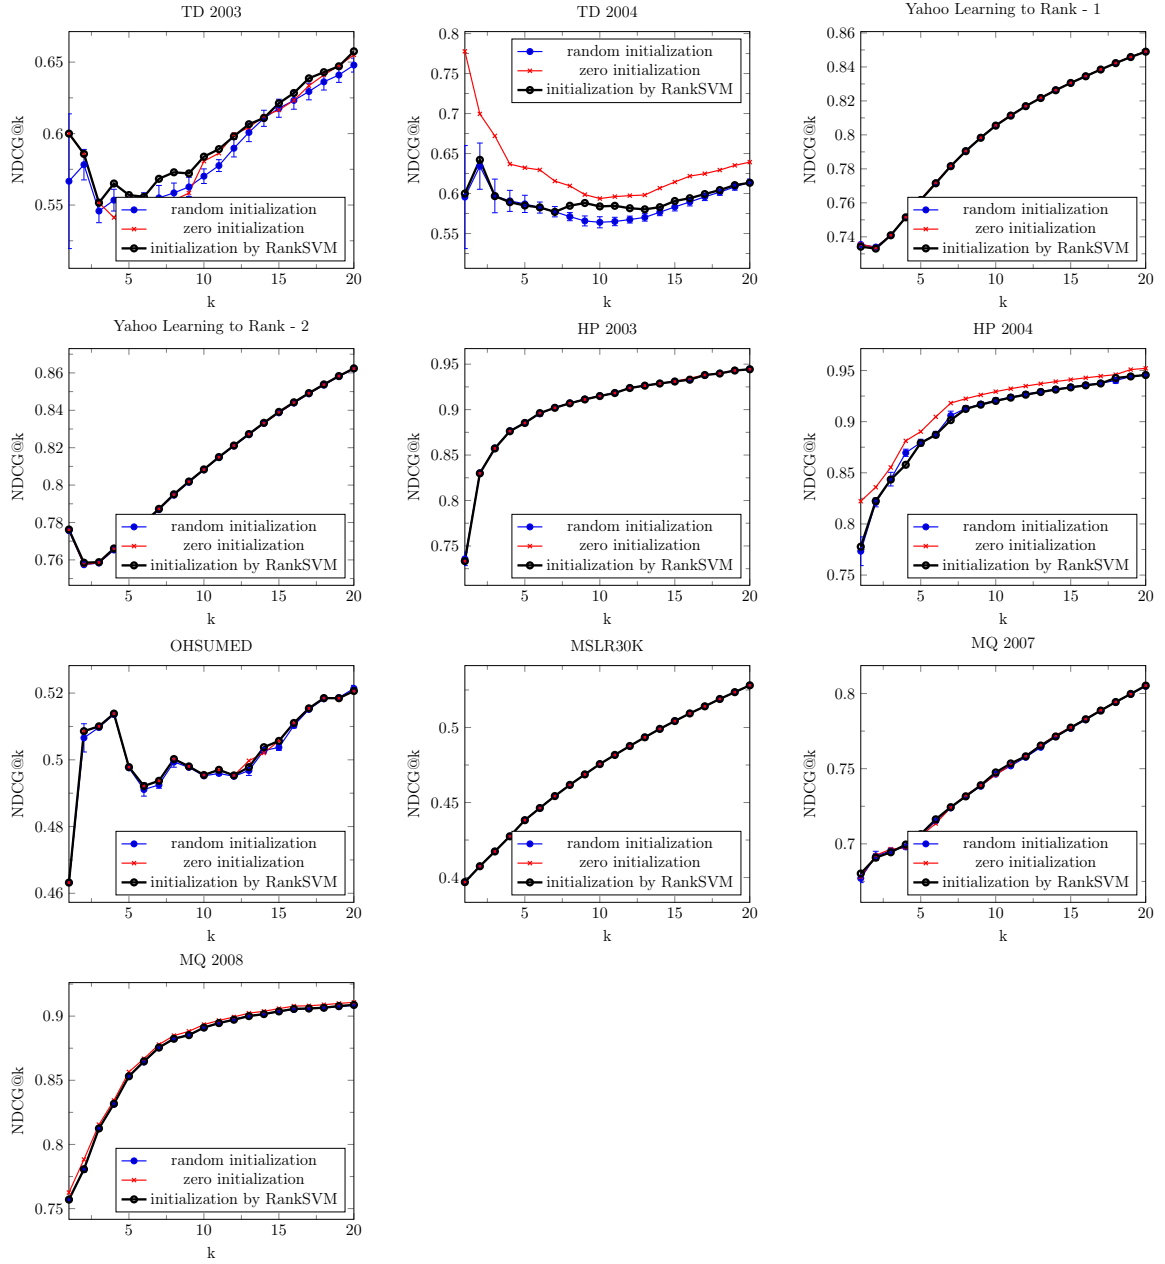 TD 2003
0.65
0.6
0.55
NDCG@k
random initialization
zero initialization
initialization by RankSVM
5
10
15
20
k
TD 2004
0.8
0.75
0.7
0.65
0.6
0.55
NDCG@k
random initialization
zero initialization
initialization by RankSVM
5
10
15
20
k
Yahoo Learning to Rank - 1
0.86
0.84
0.82
0.8
0.78
0.76
0.74
NDCG@k
random initialization
zero initialization
initialization by RankSVM
5
10
15
20
k
Yahoo Learning to Rank - 2
0.86
0.84
0.82
0.8
0.78
0.76
NDCG@k
random initialization
zero initialization
initialization by RankSVM
5
10
15
20
k
HP 2003
0.95
0.9
0.85
0.8
0.75
NDCG@k
random initialization
zero initialization
initialization by RankSVM
5
10
15
20
k
HP 2004
0.95
0.9
0.85
0.8
0.75
NDCG@k
random initialization
zero initialization
initialization by RankSVM
5
10
15
20
k
OHSUMED
0.52
0.5
0.48
0.46
NDCG@k
random initialization
zero initialization
initialization by RankSVM
5
10
15
20
k
MSLR30K
0.5
0.45
0.4
NDCG@k
random initialization
zero initialization
initialization by RankSVM
5
10
15
20
k
MQ 2007
0.8
0.75
0.7
NDCG@k
random initialization
zero initialization
initialization by RankSVM
5
10
15
20
k
MQ 2008
0.9
0.85
0.8
0.75
NDCG@k
random initialization
zero initialization
initialization by RankSVM
5
10
15
20
k